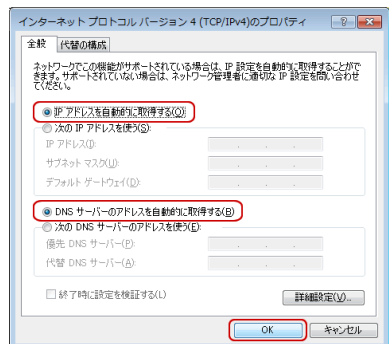 インターネット プロトコル バージョン 4 (TCP/IPv4)のプロパティ
全般
代替の構成
ネットワークでこの機能がサポートされている場合は、IP 設定を自動的に取得することがで
きます。サポートされていない場合は、ネットワーク管理者に適切な IP 設定を問い合わせ
てください。
IP アドレスを自動的に取得する(O)
次の IP アドレスを使う(S):
IP アドレス(I):
サブネット マスク(U):
デフォルト ゲートウェイ(D):
DNS サーバーのアドレスを自動的に取得する(B)
次の DNS サーバーのアドレスを使う(E):
優先 DNS サーバー(P):
代替 DNS サーバー(A):
終了時に設定を検証する(L)
詳細設定(V)...
OK
キャンセル